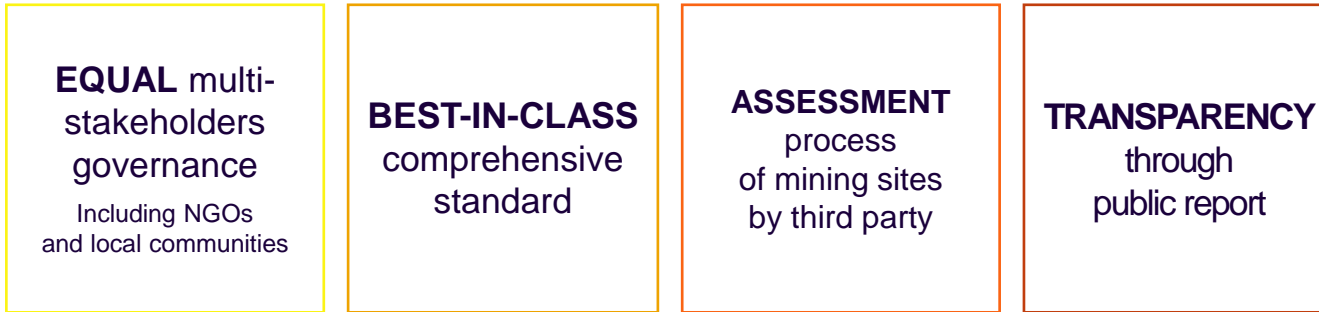 EQUAL multi-
stakeholders
governance
Including NGOs
and local communities
BEST-IN-CLASS
comprehensive
standard
ASSESSMENT
process
of mining sites
by third party
TRANSPARENCY
through
public report